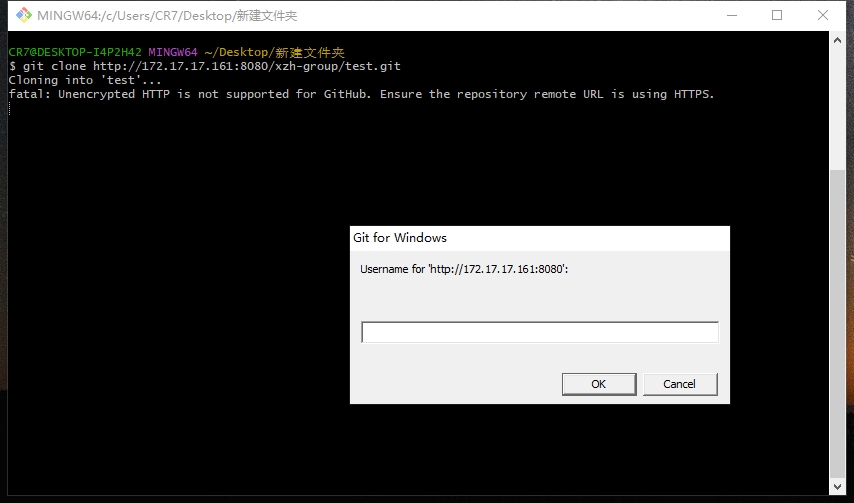 MINGW64:/c/Users/CR7/Desktop/新建文件夹
CR7@DESKTOP-I4P2H42 MINGW64 ~/Desktop/新建文件夹
$ git clone http://172.17.17.161:8080/xzh-group/test.git
Cloning into 'test'...
fatal: Unencrypted HTTP is not supported for GitHub. Ensure the repository remote URL is using HTTPS.
Git for Windows
Username for 'http://172.17.17.161:8080':
OK Cancel